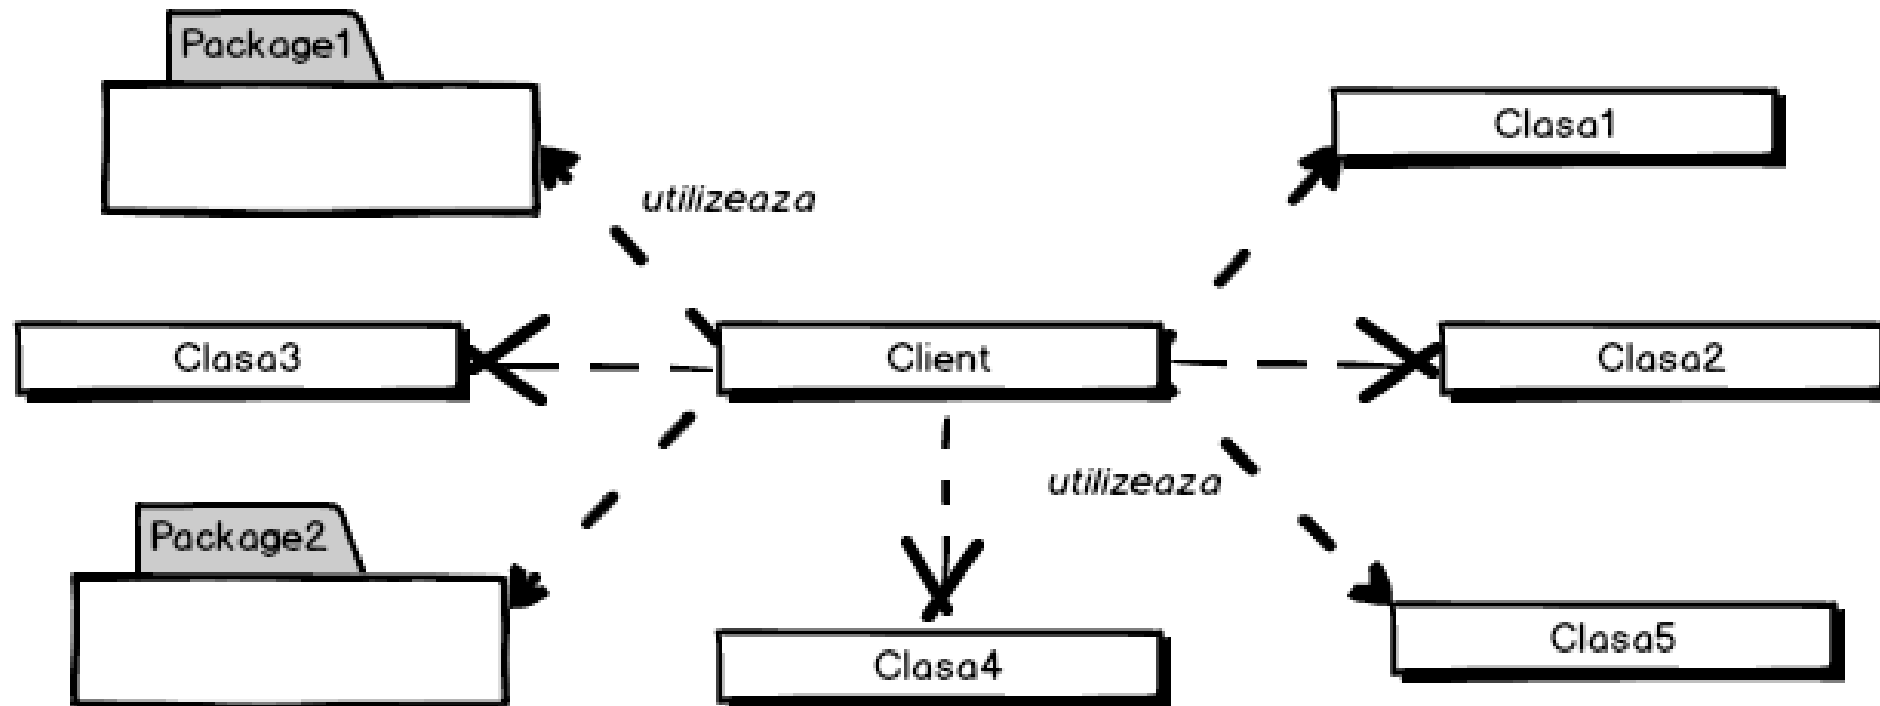 Package1
Clasa1
utilizeaza
Clasa3
Client
Clasa2
utilizeaza
Package2
Clasa4
Clasa5